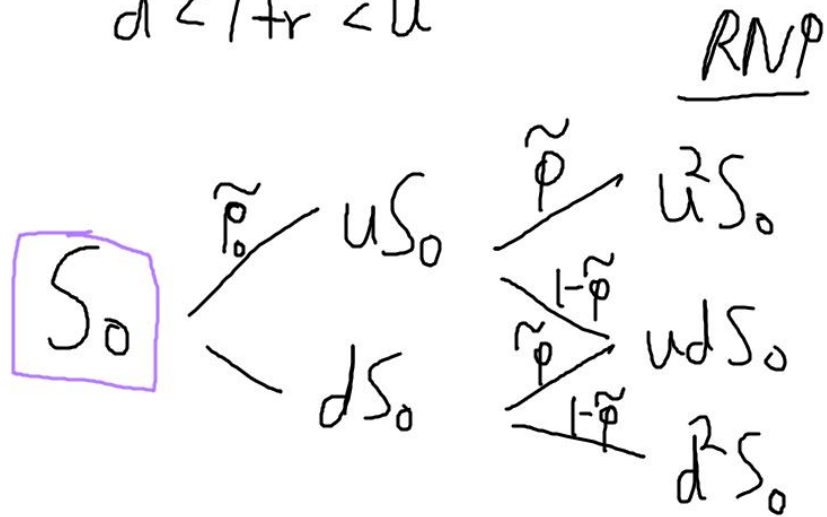 d < 1+r < u
RNP
p̃₀ uS₀ p̃ u²S₀
S₀ 1-p̃
p̃ udS₀
dS₀ 1-p̃
d²S₀